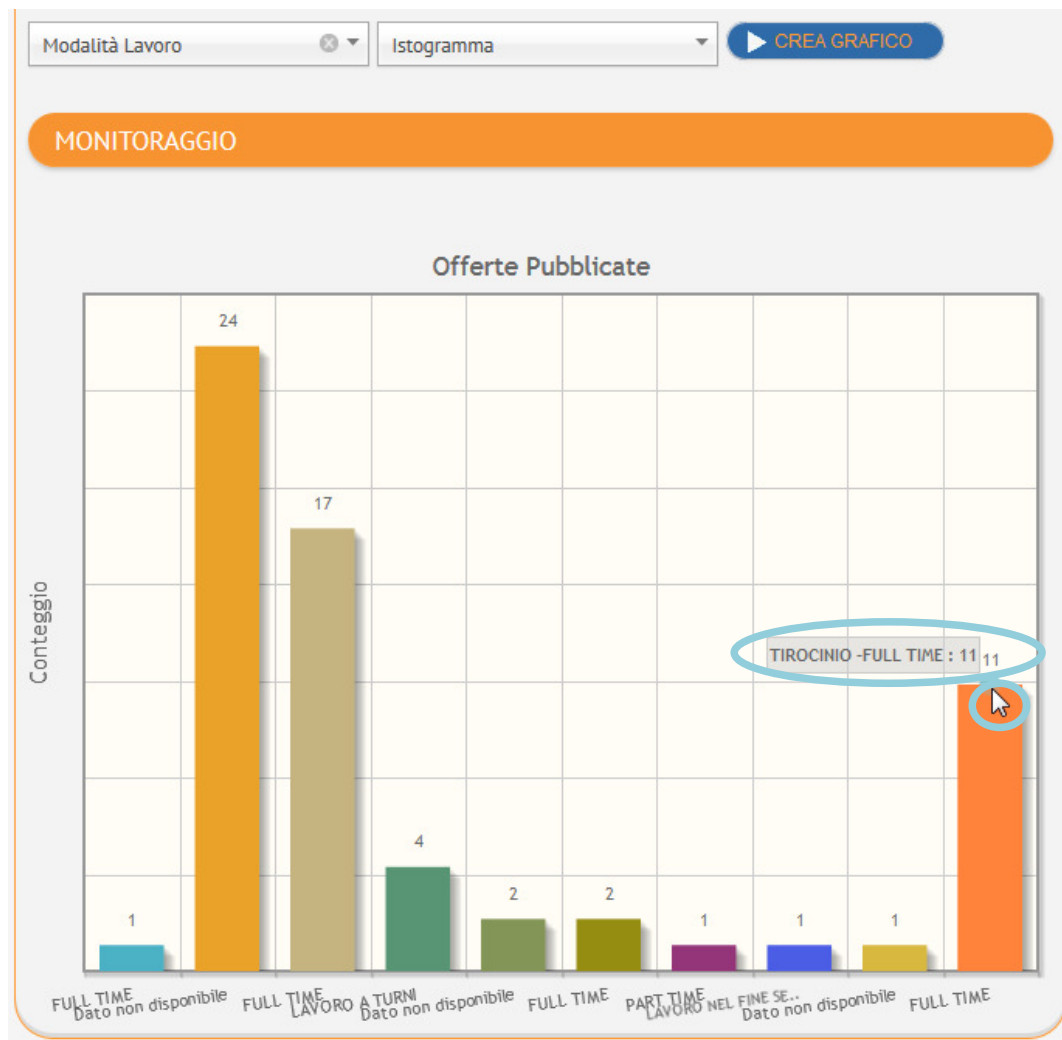 Modalità Lavoro
Istogramma
CREA GRAFICO
MONITORAGGIO
Offerte Pubblicate
Conteggio
24
17
TIROCINIO -FULL TIME : 11
11
4
2
2
1
1
1
1
FULL TIME
Dato non disponibile
FULL TIME
LAVORO A TURNI
Dato non disponibile
FULL TIME
PART TIME
LAVORO NEL FINE SE..
Dato non disponibile
FULL TIME